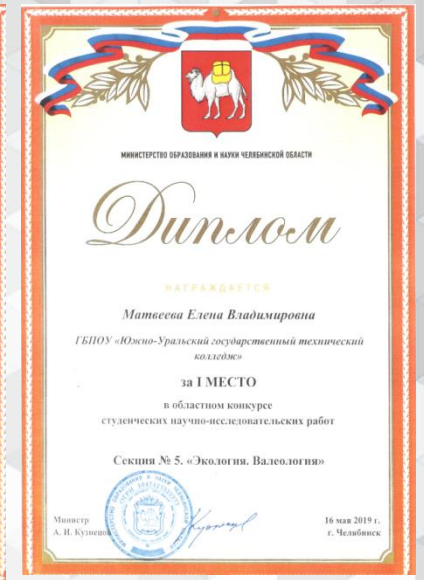 МИНИСТЕРСТВО ОБРАЗОВАНИЯ И НАУКИ ЧЕЛЯБИНСКОЙ ОБЛАСТИ
Диплом
НАГРАЖДАЕТСЯ
Матвеева Елена Владимировна
ГБПОУ «Южно-Уральский государственный технический
колледж»
за I МЕСТО
в областном конкурсе
студенческих научно-исследовательских работ
Секция № 5. «Экология. Валеология»
Министр
А. И. Кузнецов
16 мая 2019 г.
г. Челябинск